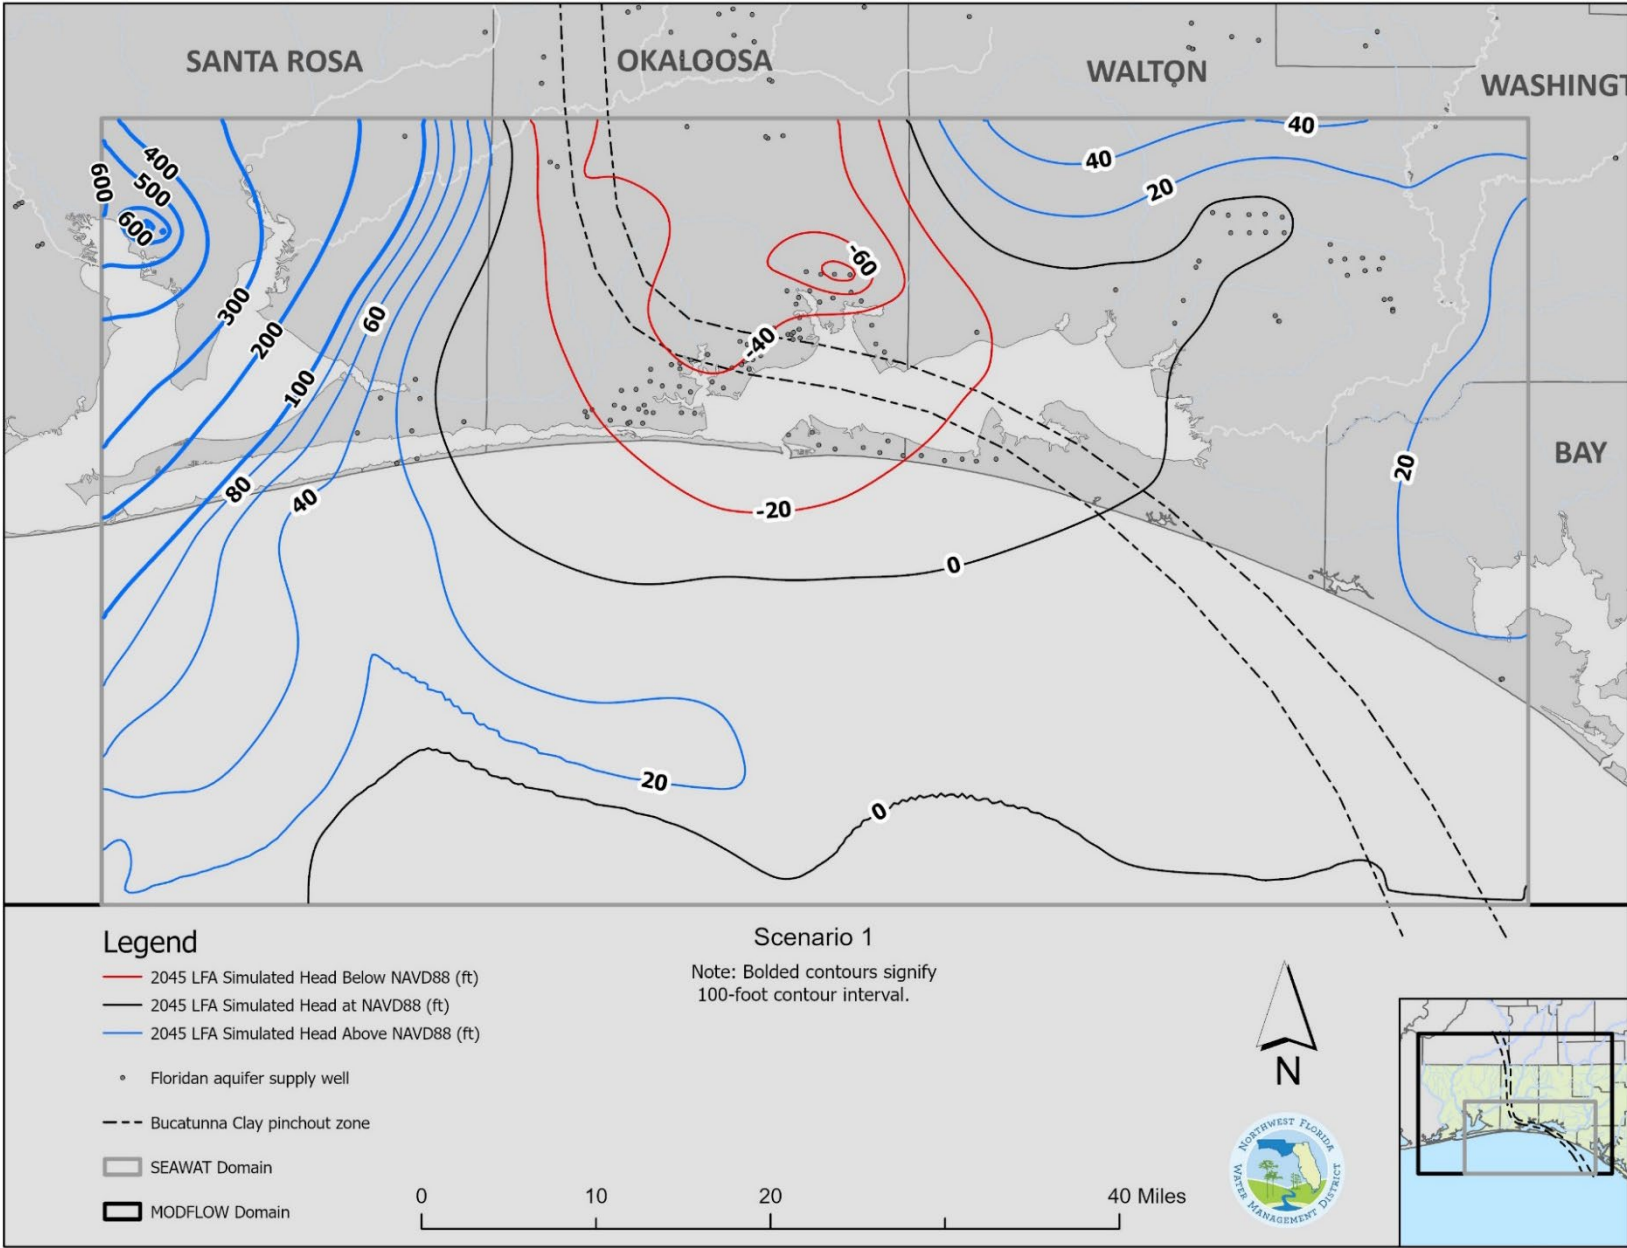 SANTA ROSA
OKALOOSA
WALTON
WASHINGT
40
40
400
600
500
20
600
-60
300
60
200
-40
100
BAY
20
80
40
-20
0
20
0
Legend
2045 LFA Simulated Head Below NAVD88 (ft)
2045 LFA Simulated Head at NAVD88 (ft)
2045 LFA Simulated Head Above NAVD88 (ft)
Floridan aquifer supply well
Bucatunna Clay pinchout zone
SEAWAT Domain
MODFLOW Domain
Scenario 1
Note: Bolded contours signify
100-foot contour interval.
0 10 20 40 Miles
N
NORTHWEST FLORIDA
WATER MANAGEMENT DISTRICT